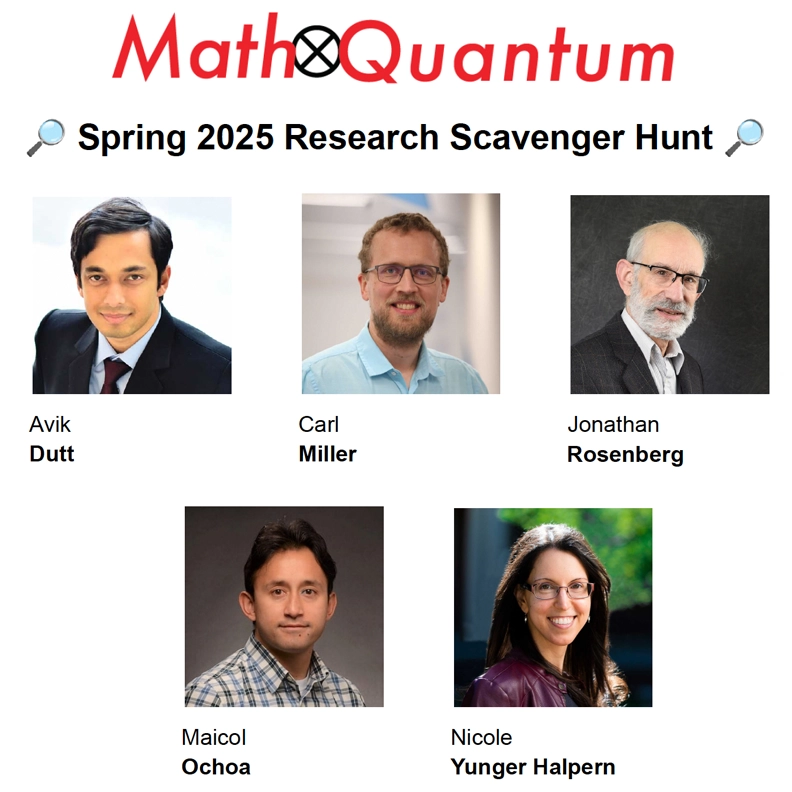 Math⊗Quantum
🔎 Spring 2025 Research Scavenger Hunt 🔎
Avik
Dutt
Carl
Miller
Jonathan
Rosenberg
Maicol
Ochoa
Nicole
Yunger Halpern